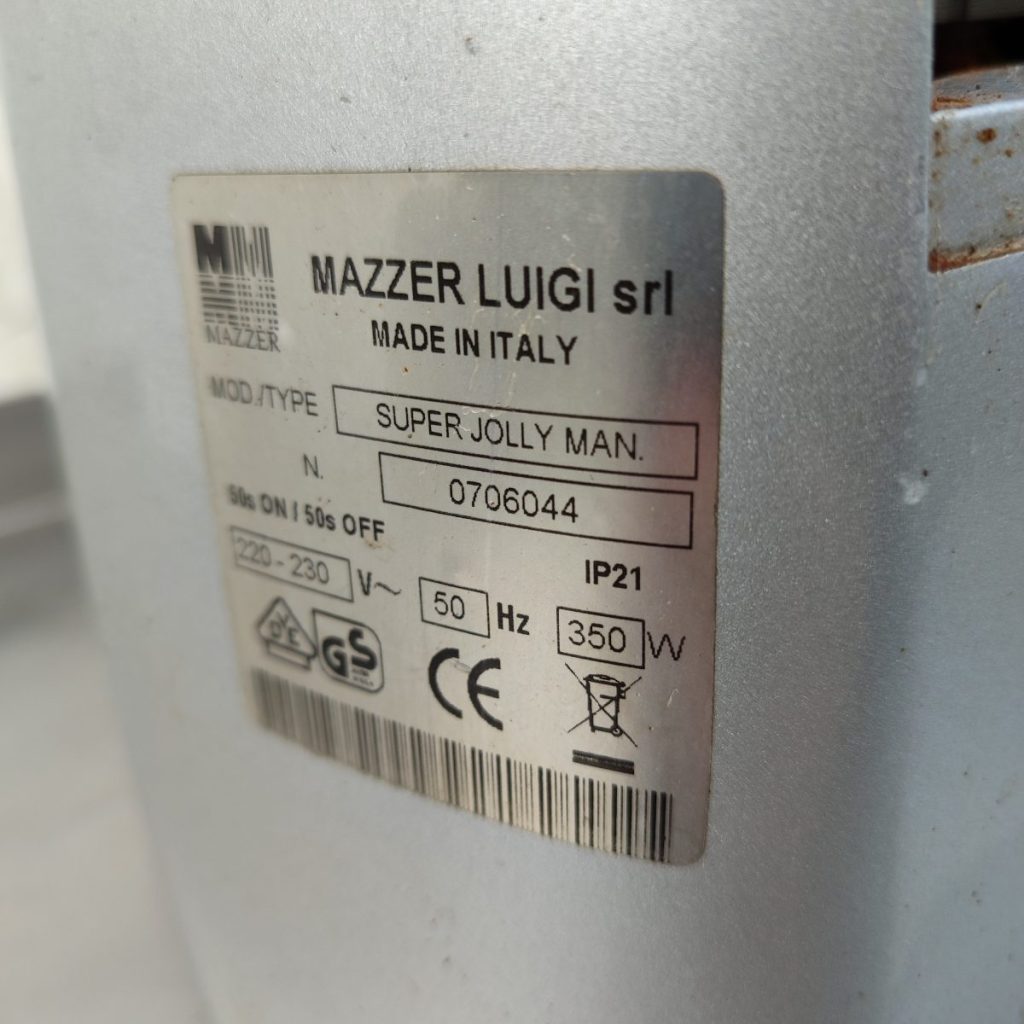 MAZZER
MAZZER LUIGI srl
MADE IN ITALY
MOD./TYPE SUPER JOLLY MAN.
N. 0706044
50s ON / 50s OFF
IP21
220 - 230 V~ 50 Hz 350 W
DVE GS CE